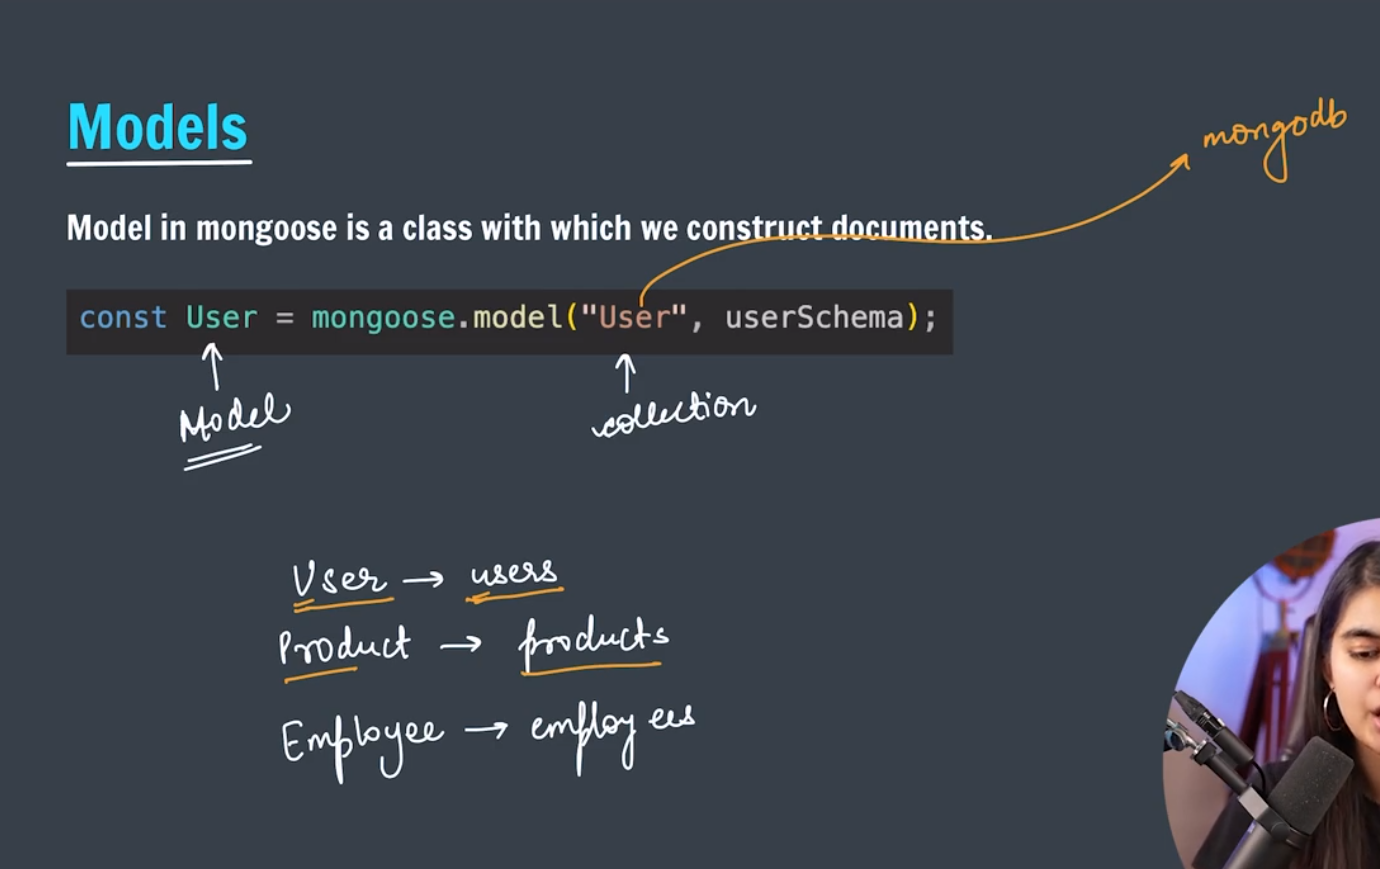 Models
mongodb
Model in mongoose is a class with which we construct documents.
const User = mongoose.model("User", userSchema);
Model
collection
User → users
Product → products
Employee → employees